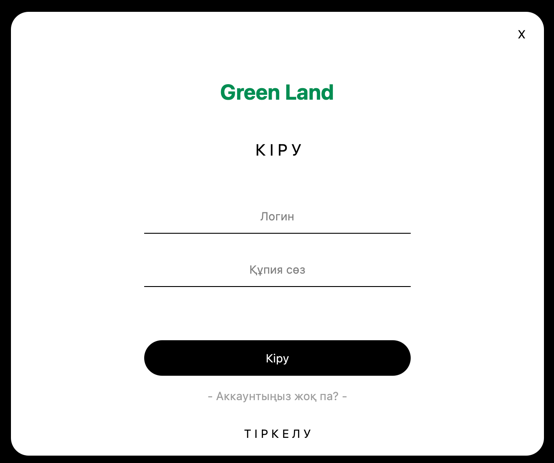 X
Green Land
КІРУ
Логин
Құпия сөз
Кіру
- Аккаунтыңыз жоқ па? -
ТІРКЕЛУ